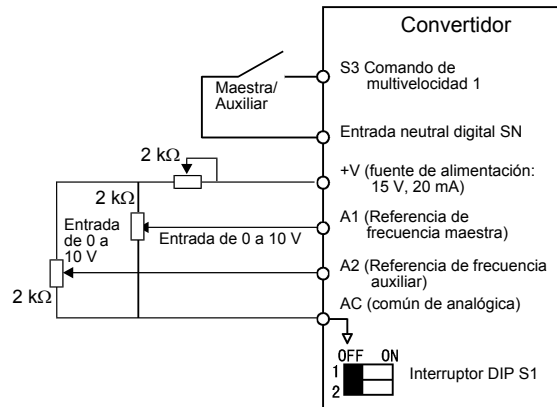 Convertidor
S3 Comando de
multivelocidad 1
Maestra/
Auxiliar
Entrada neutral digital SN
2 kΩ
+V (fuente de alimentación:
15 V, 20 mA)
2 kΩ
A1 (Referencia de
frecuencia maestra)
Entrada
de 0 a
10 V
Entrada de 0 a 10 V
A2 (Referencia de frecuencia
auxiliar)
2 kΩ
AC (común de analógica)
OFF ON
1
2
Interruptor DIP S1